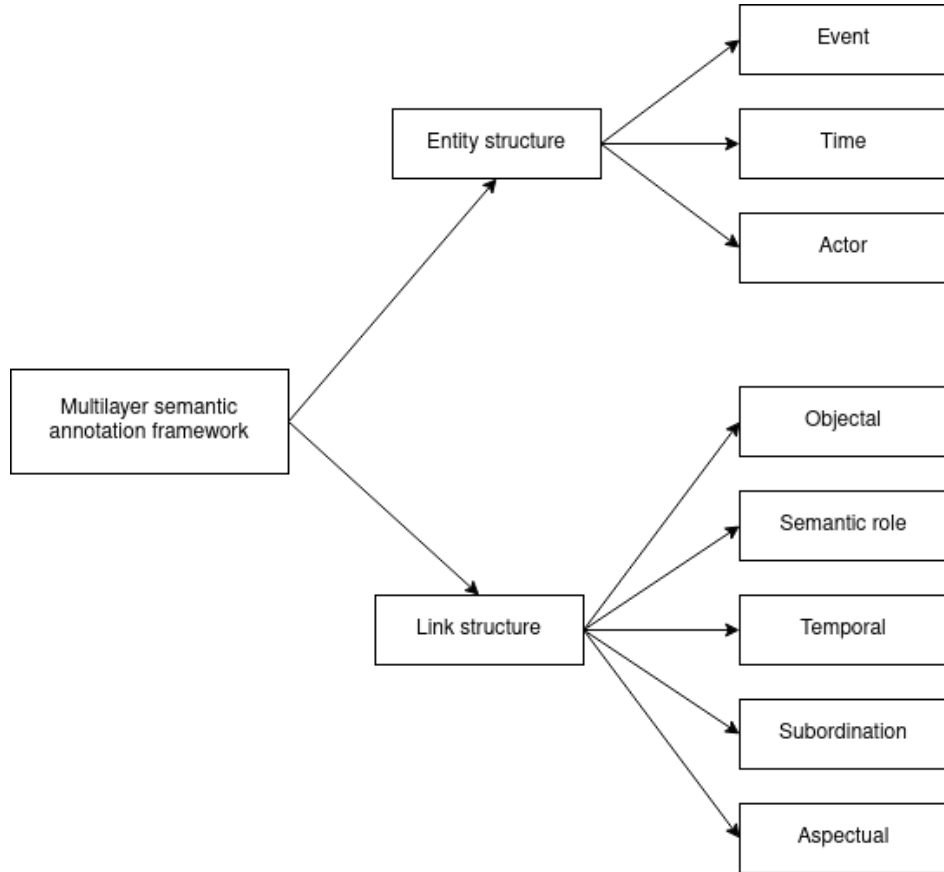 Event
Entity structure
Time
Actor
Multilayer semantic
annotation framework
Objectal
Semantic role
Link structure
Temporal
Subordination
Aspectual